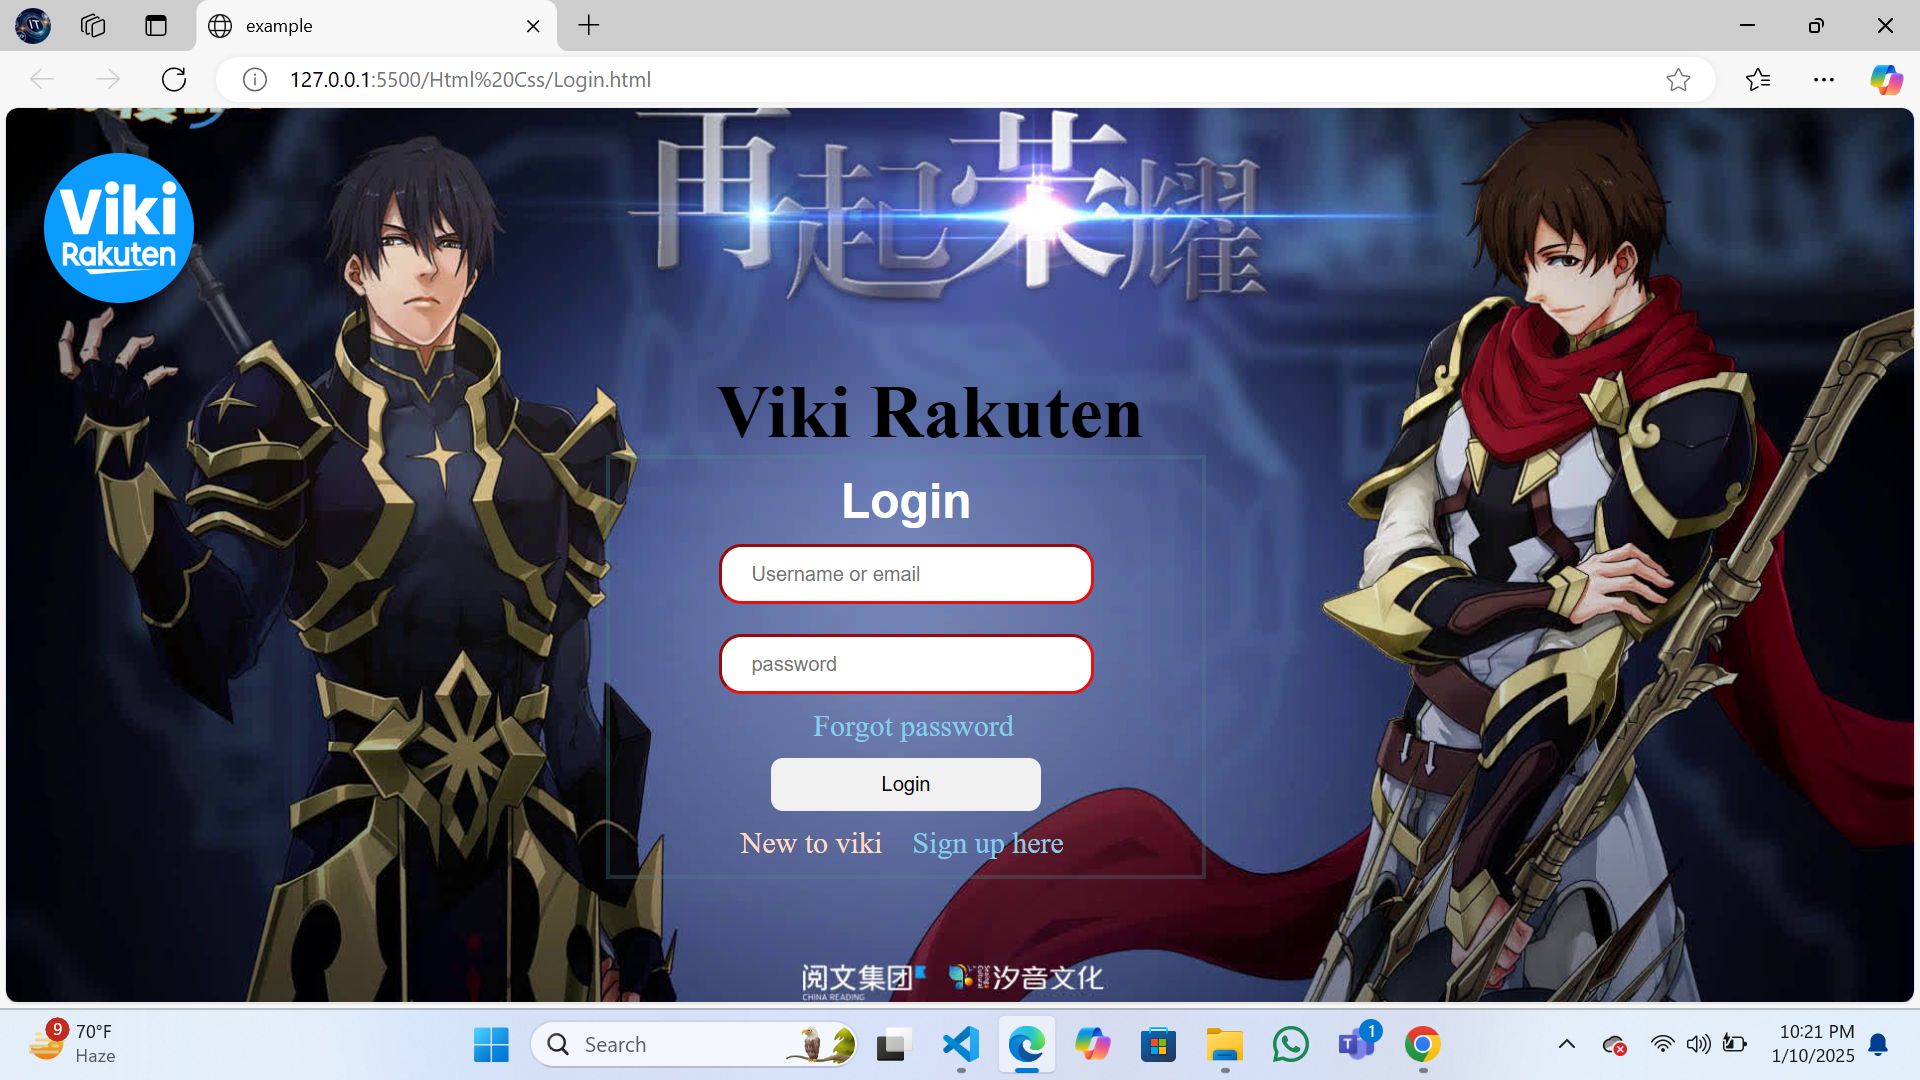 example
127.0.0.1:5500/Html%20Css/Login.html
再起荣耀
Viki
Rakuten
Viki Rakuten
Login
Username or email
password
Forgot password
Login
New to viki Sign up here
阅文集团 汐音文化
CHINA READING
9
70°F
Haze
Search
1
10:21 PM
1/10/2025